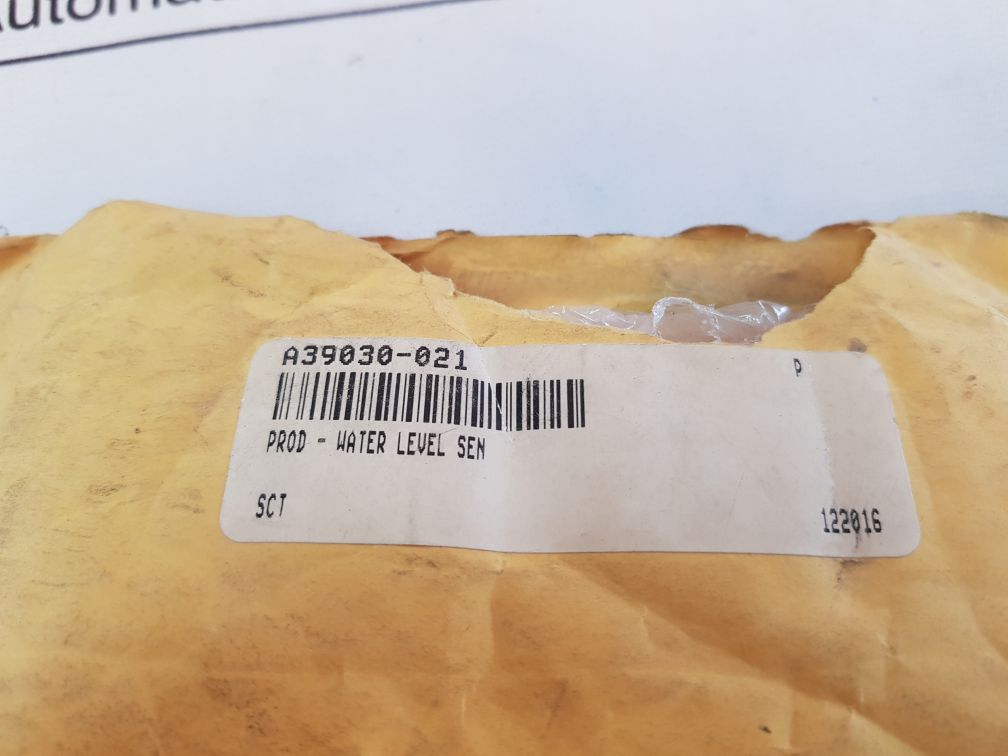 A39030-021
P
PROD - WATER LEVEL SEN
SCT
122016